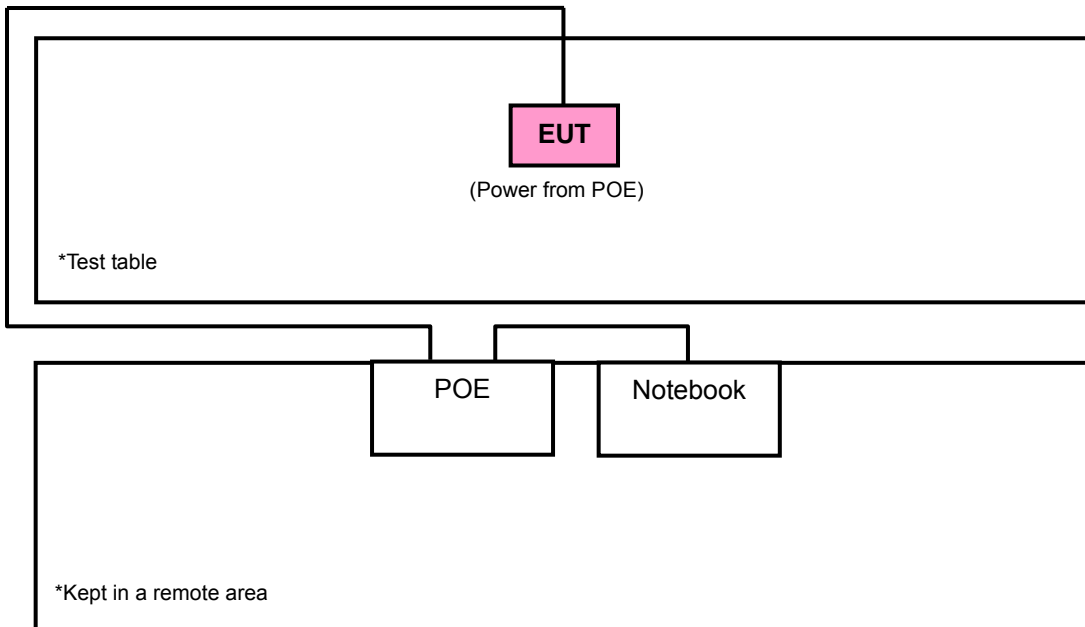 EUT
(Power from POE)
*Test table
POE
Notebook
*Kept in a remote area